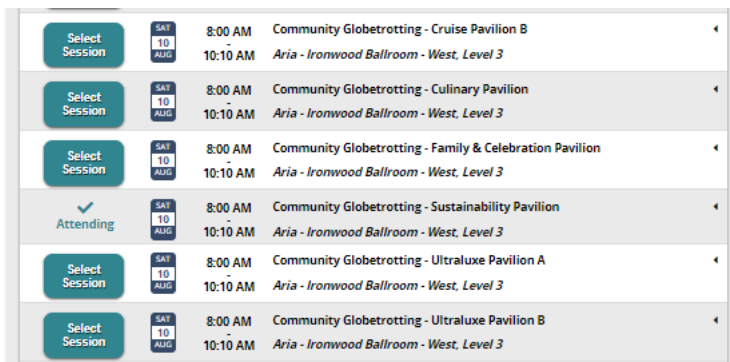 Select
Session
SAT
10
AUG
8:00 AM
-
10:10 AM
Community Globetrotting - Cruise Pavilion B
Aria - Ironwood Ballroom - West, Level 3
Select
Session
SAT
10
AUG
8:00 AM
-
10:10 AM
Community Globetrotting - Culinary Pavilion
Aria - Ironwood Ballroom - West, Level 3
Select
Session
SAT
10
AUG
8:00 AM
-
10:10 AM
Community Globetrotting - Family & Celebration Pavilion
Aria - Ironwood Ballroom - West, Level 3
Attending
SAT
10
AUG
8:00 AM
-
10:10 AM
Community Globetrotting - Sustainability Pavilion
Aria - Ironwood Ballroom - West, Level 3
Select
Session
SAT
10
AUG
8:00 AM
-
10:10 AM
Community Globetrotting - Ultraluxe Pavilion A
Aria - Ironwood Ballroom - West, Level 3
Select
Session
SAT
10
AUG
8:00 AM
-
10:10 AM
Community Globetrotting - Ultraluxe Pavilion B
Aria - Ironwood Ballroom - West, Level 3